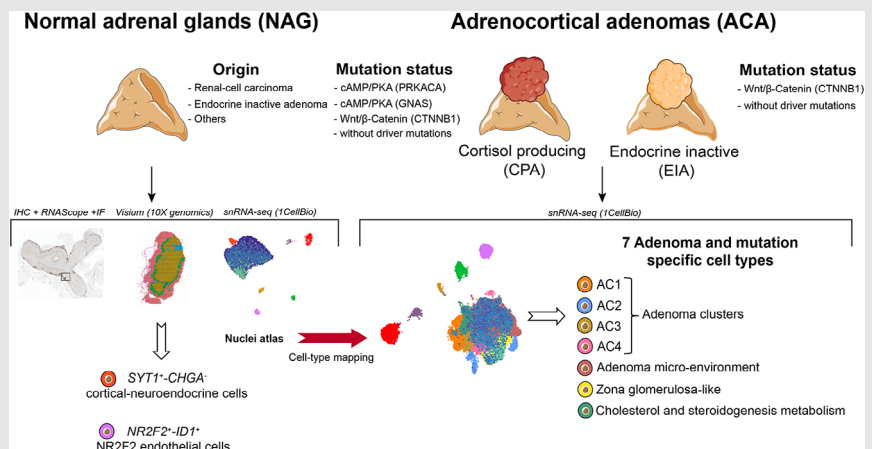 Normal adrenal glands (NAG)
Adrenocortical adenomas (ACA)
Origin
- Renal-cell carcinoma
- Endocrine inactive adenoma
- Others
Mutation status
- cAMP/PKA (PRKACA)
- cAMP/PKA (GNAS)
- Wnt/β-Catenin (CTNNB1)
- without driver mutations
Cortisol producing
(CPA)
Endocrine inactive
(EIA)
Mutation status
- Wnt/β-Catenin (CTNNB1)
- without driver mutations
IHC + RNAScope +IF
Visium (10X genomics)
snRNA-seq (1CellBio)
snRNA-seq (1CellBio)
Nuclei atlas
Cell-type mapping
7 Adenoma and mutation
specific cell types
AC1
AC2
AC3
AC4
Adenoma clusters
Adenoma micro-environment
Zona glomerulosa-like
Cholesterol and steroidogenesis metabolism
SYT1⁺-CHGA⁻
cortical-neuroendocrine cells
NR2F2⁺-ID1⁺
NR2F2 endothelial cells